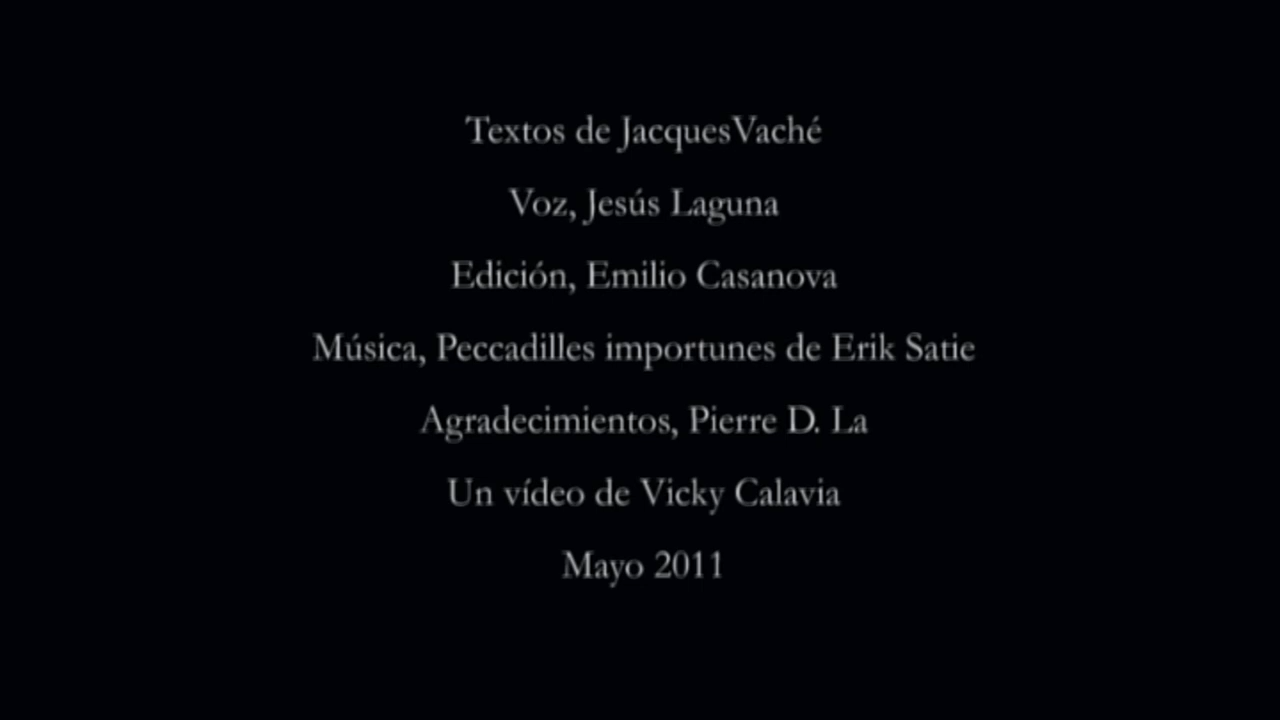 Textos de JacquesVaché
Voz, Jesús Laguna
Edición, Emilio Casanova
Música, Peccadilles importunes de Erik Satie
Agradecimientos, Pierre D. La
Un vídeo de Vicky Calavia
Mayo 2011